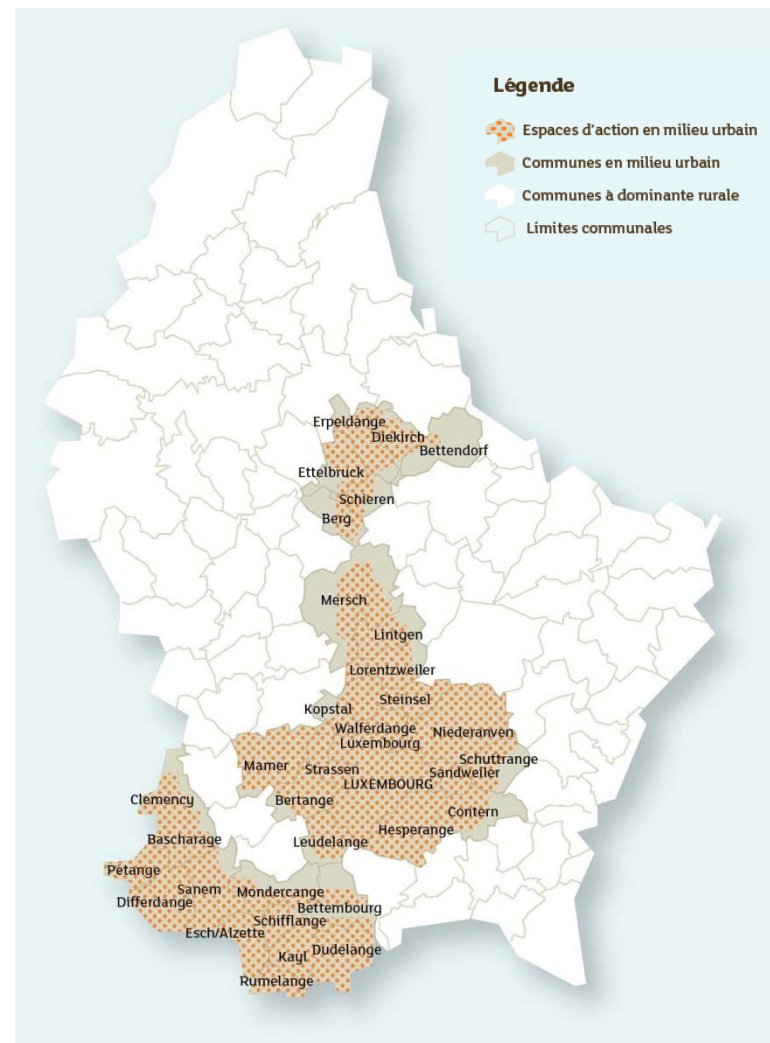 Légende
Espaces d'action en milieu urbain
Communes en milieu urbain
Communes à dominante rurale
Limites communales
Erpeldange
Diekirch
Bettendorf
Ettelbruck
Schieren
Berg
Mersch
Lintgen
Lorentzweiler
Steinsel
Kopstal
Walferdange
Niederanven
Luxembourg
Schuttrange
Mamer
Strassen
Sandweiler
LUXEMBOURG
Clemency
Bertange
Contern
Hesperange
Bascharage
Leudelange
Pétange
Sanem
Mondercange
Differdange
Bettembourg
Schifflange
Esch/Alzette
Dudelange
Kayl
Rumelange